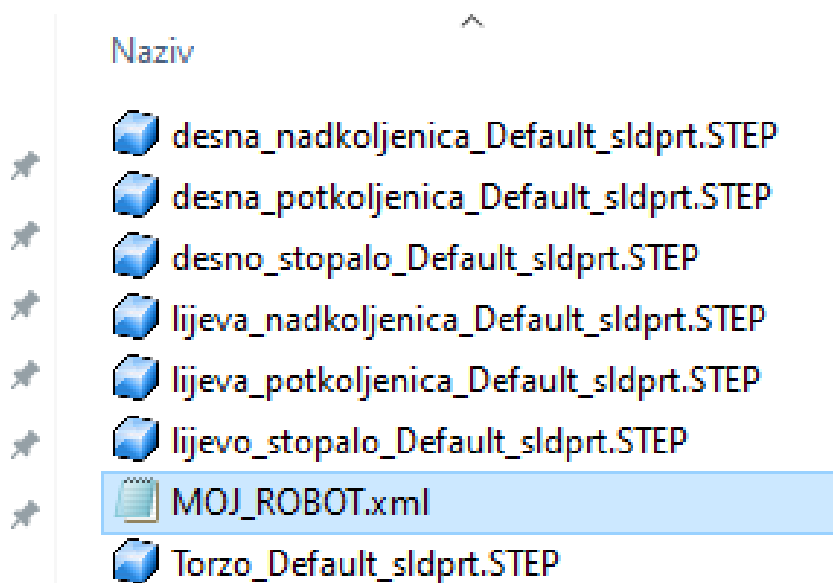 Naziv
desna_nadkoljenica_Default_sldprt.STEP
desna_potkoljenica_Default_sldprt.STEP
desno_stopalo_Default_sldprt.STEP
lijeva_nadkoljenica_Default_sldprt.STEP
lijeva_potkoljenica_Default_sldprt.STEP
lijevo_stopalo_Default_sldprt.STEP
MOJ_ROBOT.xml
Torzo_Default_sldprt.STEP